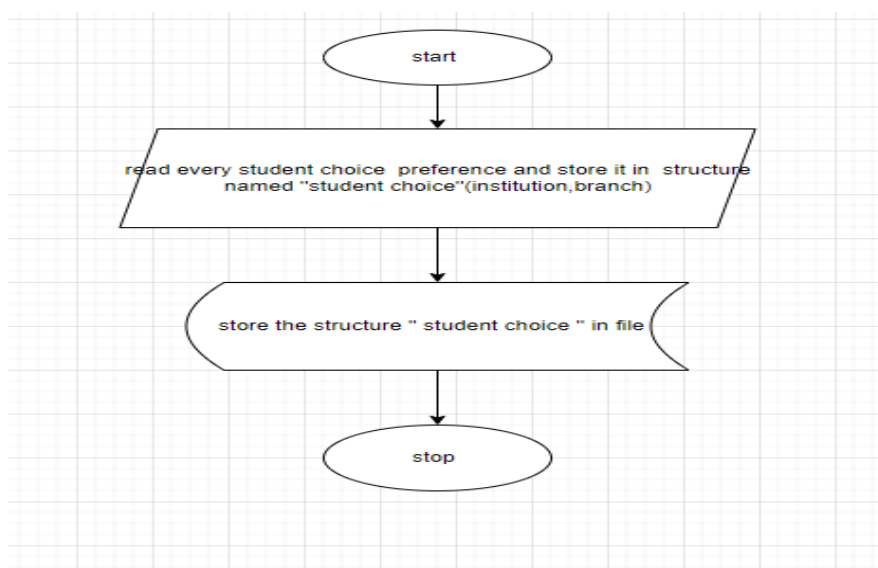 start
read every student choice preference and store it in structure
named "student choice"(institution,branch)
store the structure " student choice " in file
stop